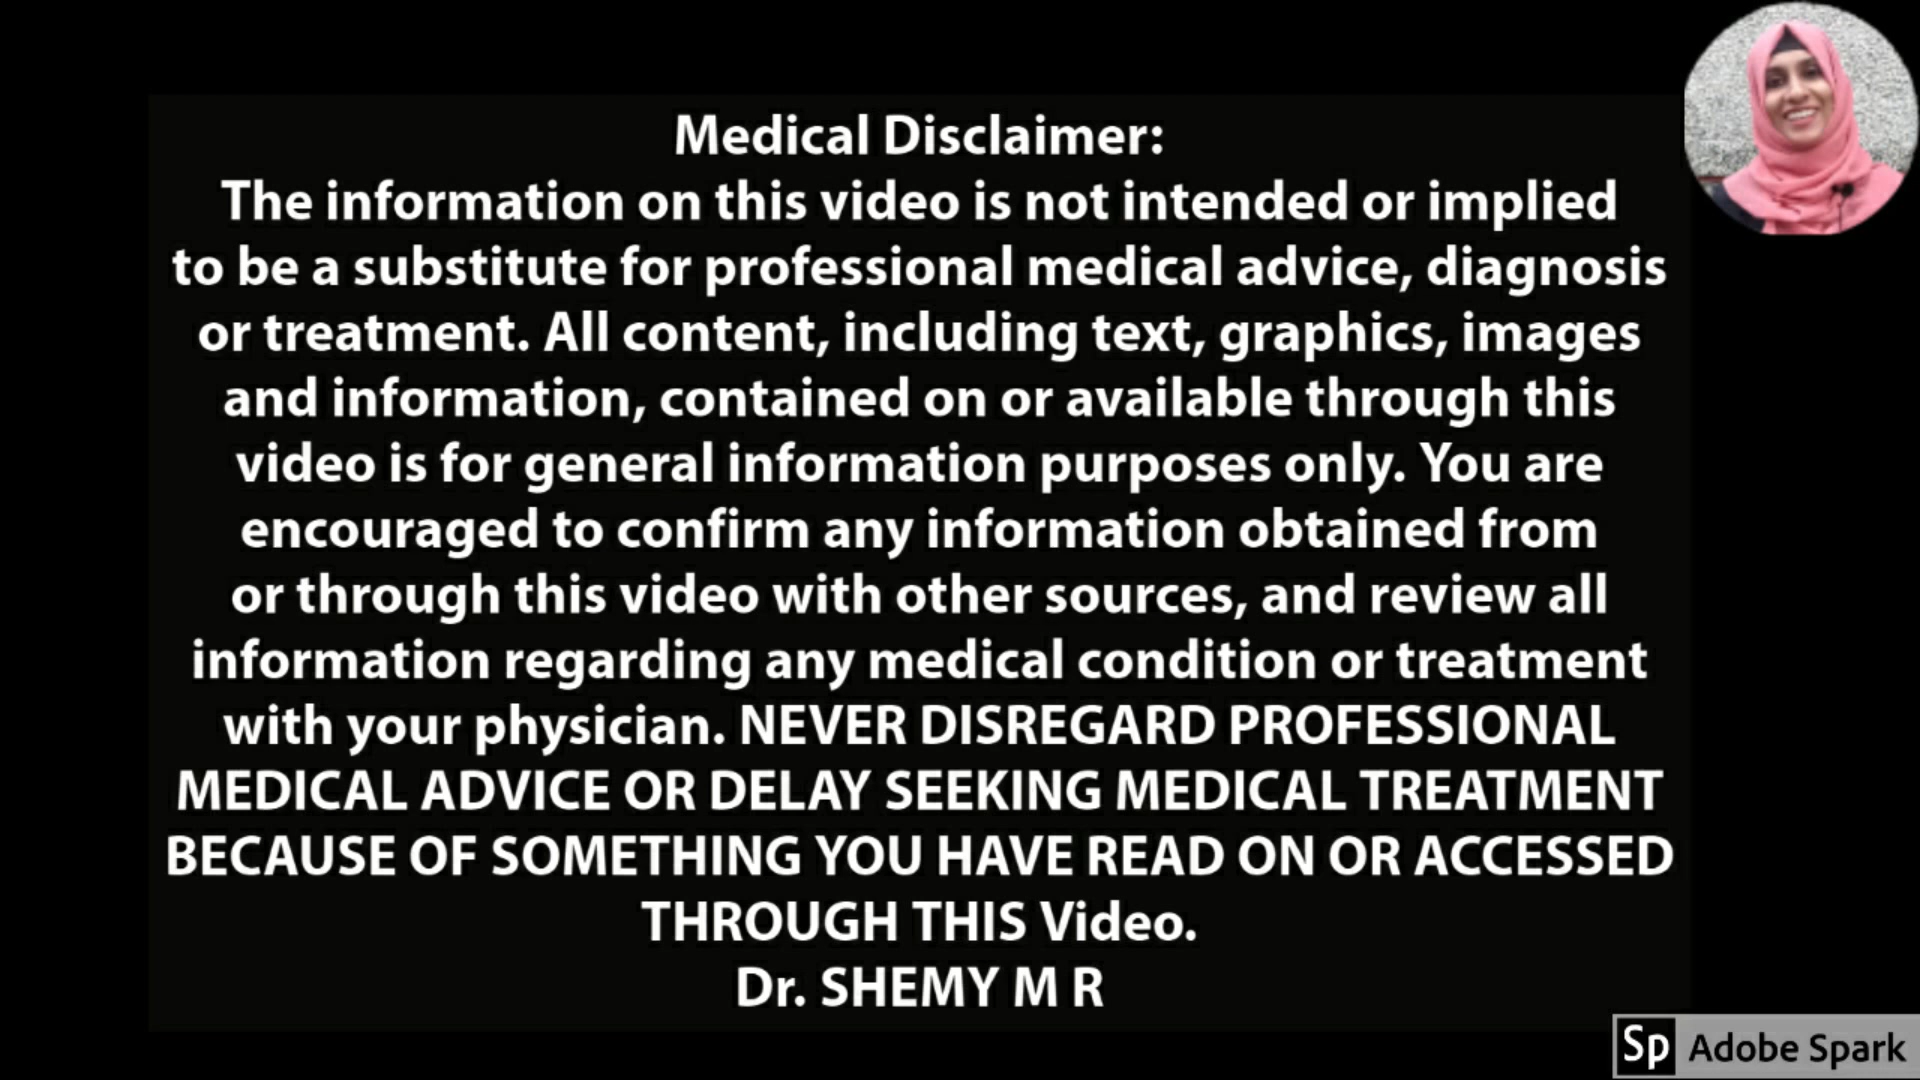 Medical Disclaimer:
The information on this video is not intended or implied
to be a substitute for professional medical advice, diagnosis
or treatment. All content, including text, graphics, images
and information, contained on or available through this
video is for general information purposes only. You are
encouraged to confirm any information obtained from
or through this video with other sources, and review all
information regarding any medical condition or treatment
with your physician. NEVER DISREGARD PROFESSIONAL
MEDICAL ADVICE OR DELAY SEEKING MEDICAL TREATMENT
BECAUSE OF SOMETHING YOU HAVE READ ON OR ACCESSED
THROUGH THIS Video.
Dr. SHEMY M R
Sp Adobe Spark